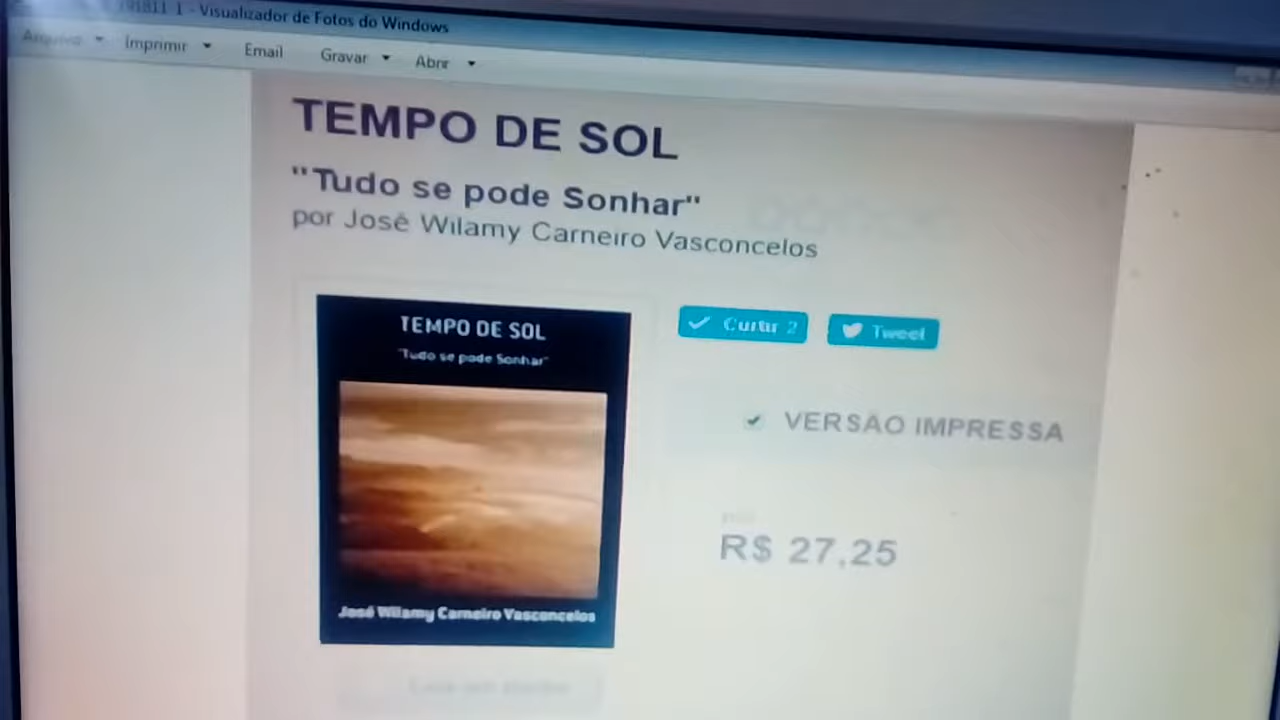 1 - Visualizador de Fotos do Windows
Arquivo Imprimir Email Gravar Abrir
TEMPO DE SOL
"Tudo se pode Sonhar"
por José Wilamy Carneiro Vasconcelos
TEMPO DE SOL
"Tudo se pode Sonhar"
José Wilamy Carneiro Vasconcelos
Curtir 2
Tweet
VERSÃO IMPRESSA
R$ 27,25